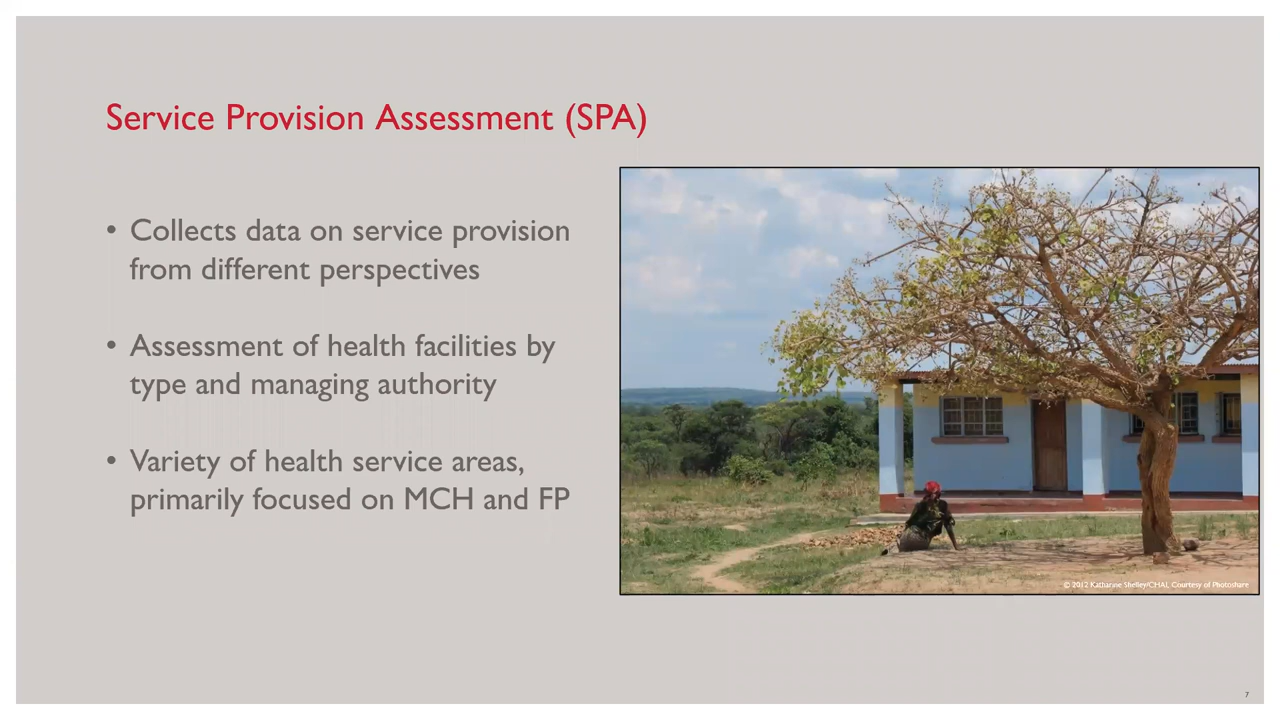 Service Provision Assessment (SPA)
• Collects data on service provision
from different perspectives
• Assessment of health facilities by
type and managing authority
• Variety of health service areas,
primarily focused on MCH and FP
© 2012 Katharine Shelley/CHAI, Courtesy of Photoshare
7